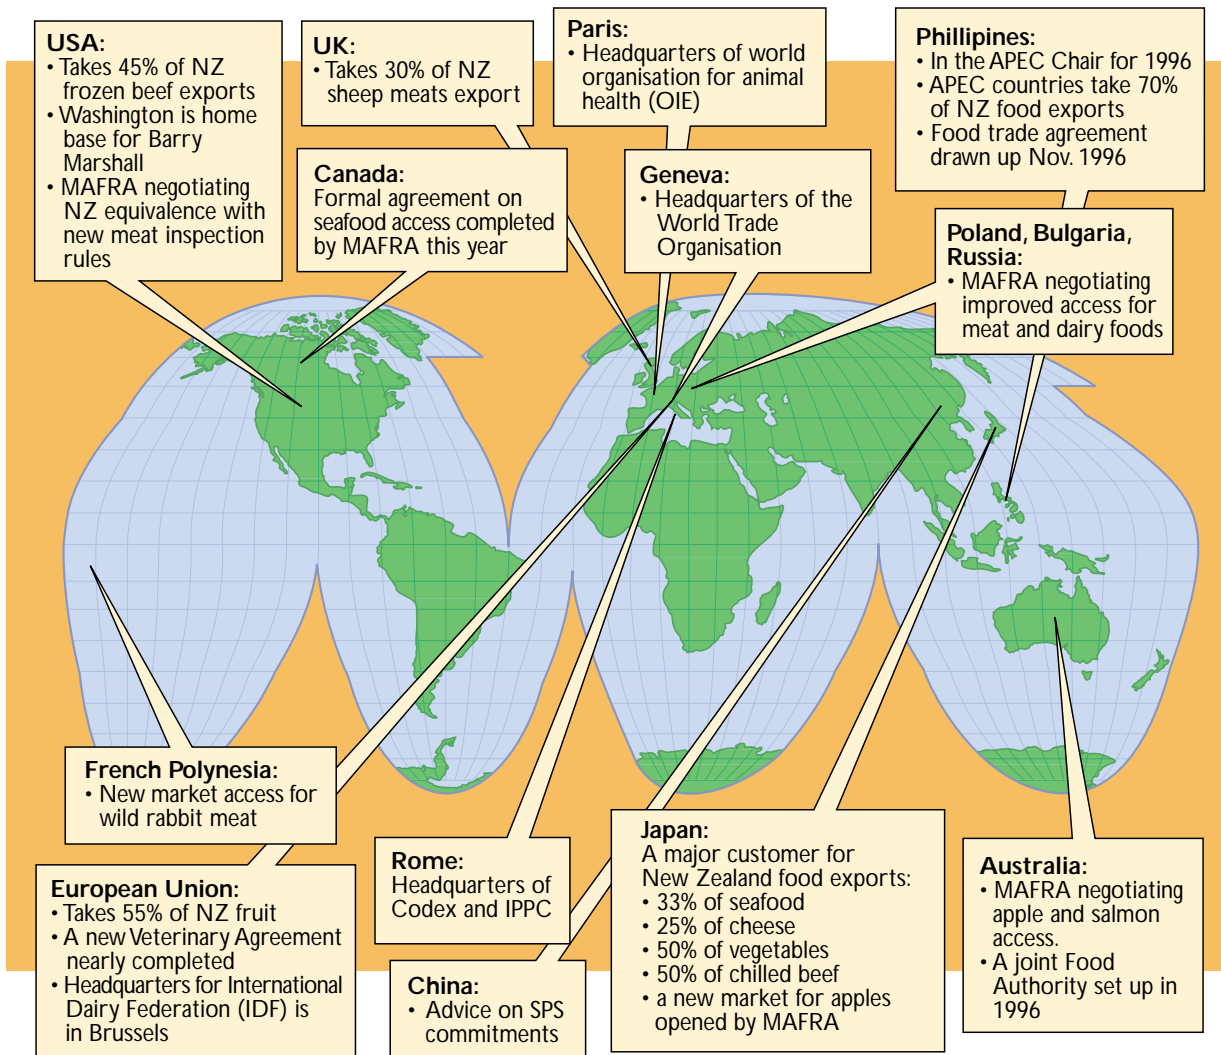 USA:
• Takes 45% of NZ
frozen beef exports
• Washington is home
base for Barry
Marshall
• MAFRA negotiating
NZ equivalence with
new meat inspection
rules
UK:
• Takes 30% of NZ
sheep meats export
Paris:
• Headquarters of world
organisation for animal
health (OIE)
Phillipines:
• In the APEC Chair for 1996
• APEC countries take 70%
of NZ food exports
• Food trade agreement
drawn up Nov. 1996
Canada:
Formal agreement on
seafood access completed
by MAFRA this year
Geneva:
• Headquarters of the
World Trade
Organisation
Poland, Bulgaria,
Russia:
• MAFRA negotiating
improved access for
meat and dairy foods
French Polynesia:
• New market access for
wild rabbit meat
European Union:
• Takes 55% of NZ fruit
• A new Veterinary Agreement
nearly completed
• Headquarters for International
Dairy Federation (IDF) is
in Brussels
Rome:
Headquarters of
Codex and IPPC
China:
• Advice on SPS
commitments
Japan:
A major customer for
New Zealand food exports:
• 33% of seafood
• 25% of cheese
• 50% of vegetables
• 50% of chilled beef
• a new market for apples
opened by MAFRA
Australia:
• MAFRA negotiating
apple and salmon
access.
• A joint Food
Authority set up in
1996